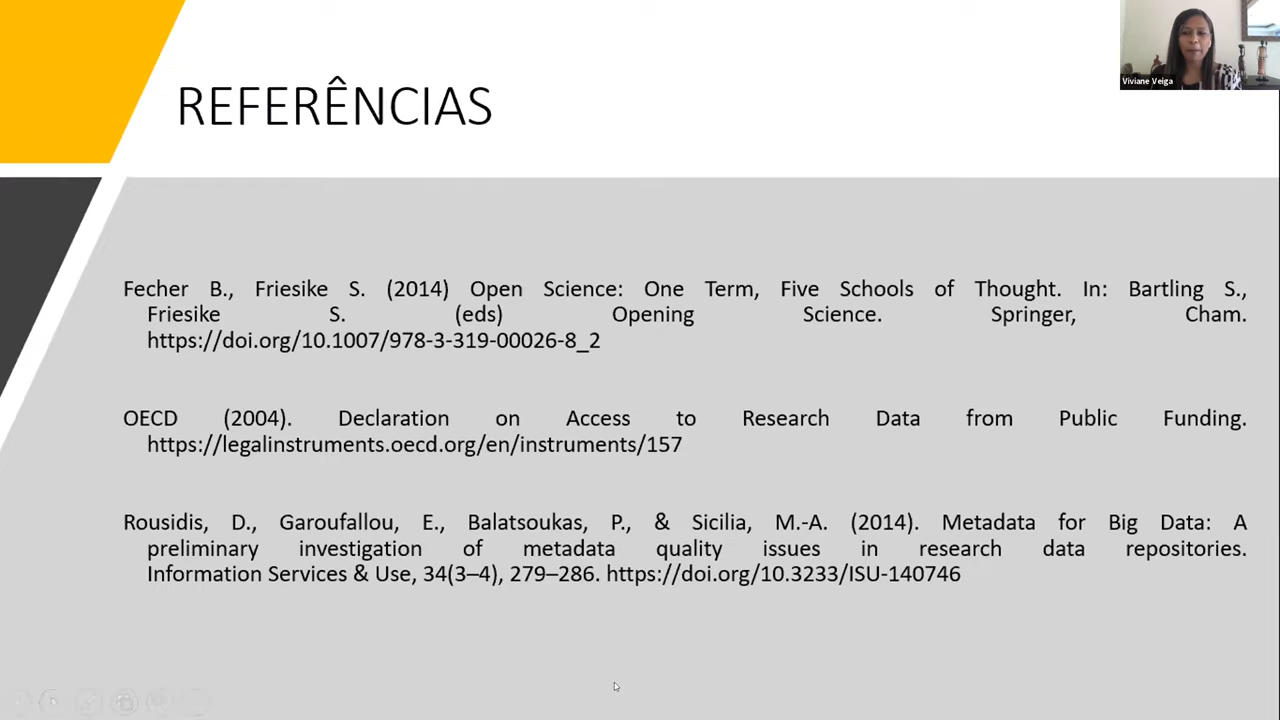 Viviane Veiga
REFERÊNCIAS
Fecher B., Friesike S. (2014) Open Science: One Term, Five Schools of Thought. In: Bartling S.,
Friesike S. (eds) Opening Science. Springer, Cham.
https://doi.org/10.1007/978-3-319-00026-8_2
OECD (2004). Declaration on Access to Research Data from Public Funding.
https://legalinstruments.oecd.org/en/instruments/157
Rousidis, D., Garoufallou, E., Balatsoukas, P., & Sicilia, M.-A. (2014). Metadata for Big Data: A
preliminary investigation of metadata quality issues in research data repositories.
Information Services & Use, 34(3–4), 279–286. https://doi.org/10.3233/ISU-140746